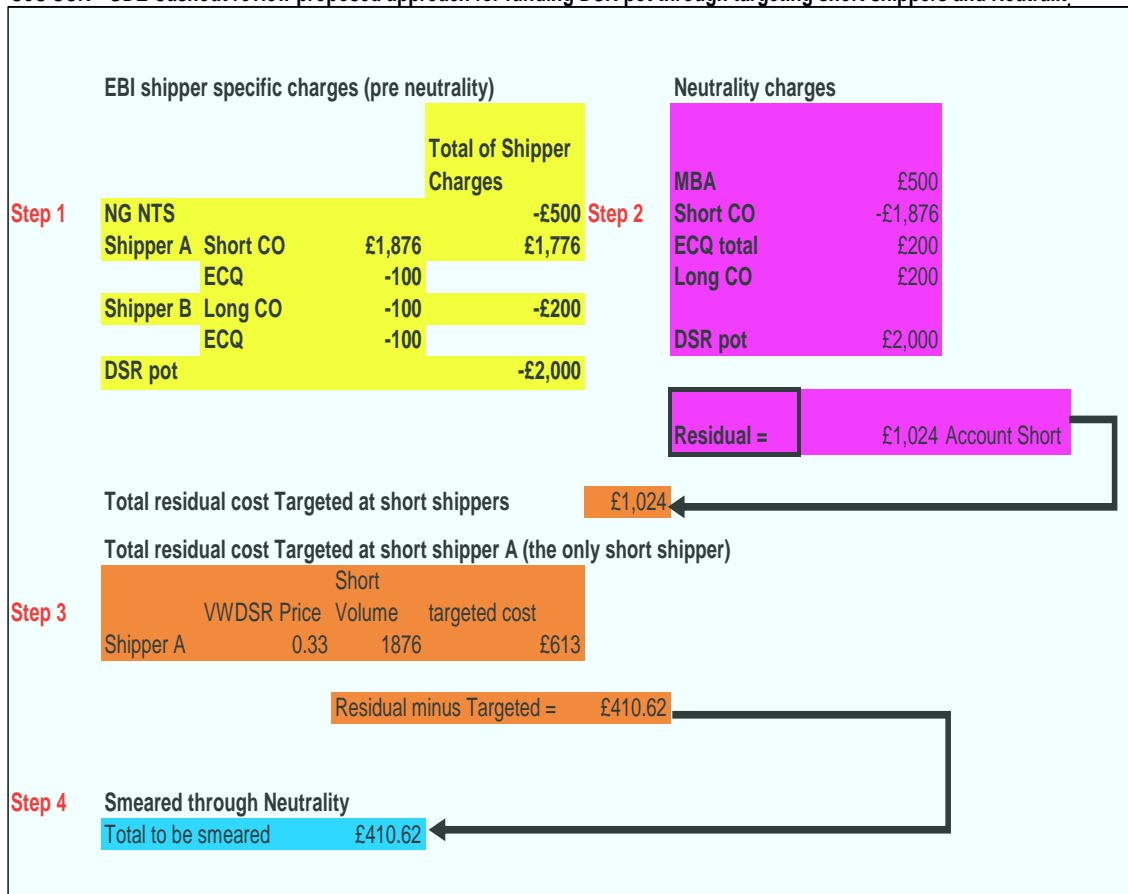 EBI shipper specific charges (pre neutrality) Neutrality charges
Total of Shipper
Charges
MBA £500
Step 1 NG NTS -£500 Step 2 Short CO -£1,876
Shipper A Short CO £1,876 £1,776 ECQ total £200
ECQ -100 Long CO £200
Shipper B Long CO -100 -£200
ECQ -100 DSR pot £2,000
DSR pot -£2,000
Residual = £1,024 Account Short
Total residual cost Targeted at short shippers £1,024
Total residual cost Targeted at short shipper A (the only short shipper)
Short
Step 3 VWDSR Price Volume targeted cost
Shipper A 0.33 1876 £613
Residual minus Targeted = £410.62
Step 4 Smeared through Neutrality
Total to be smeared £410.62